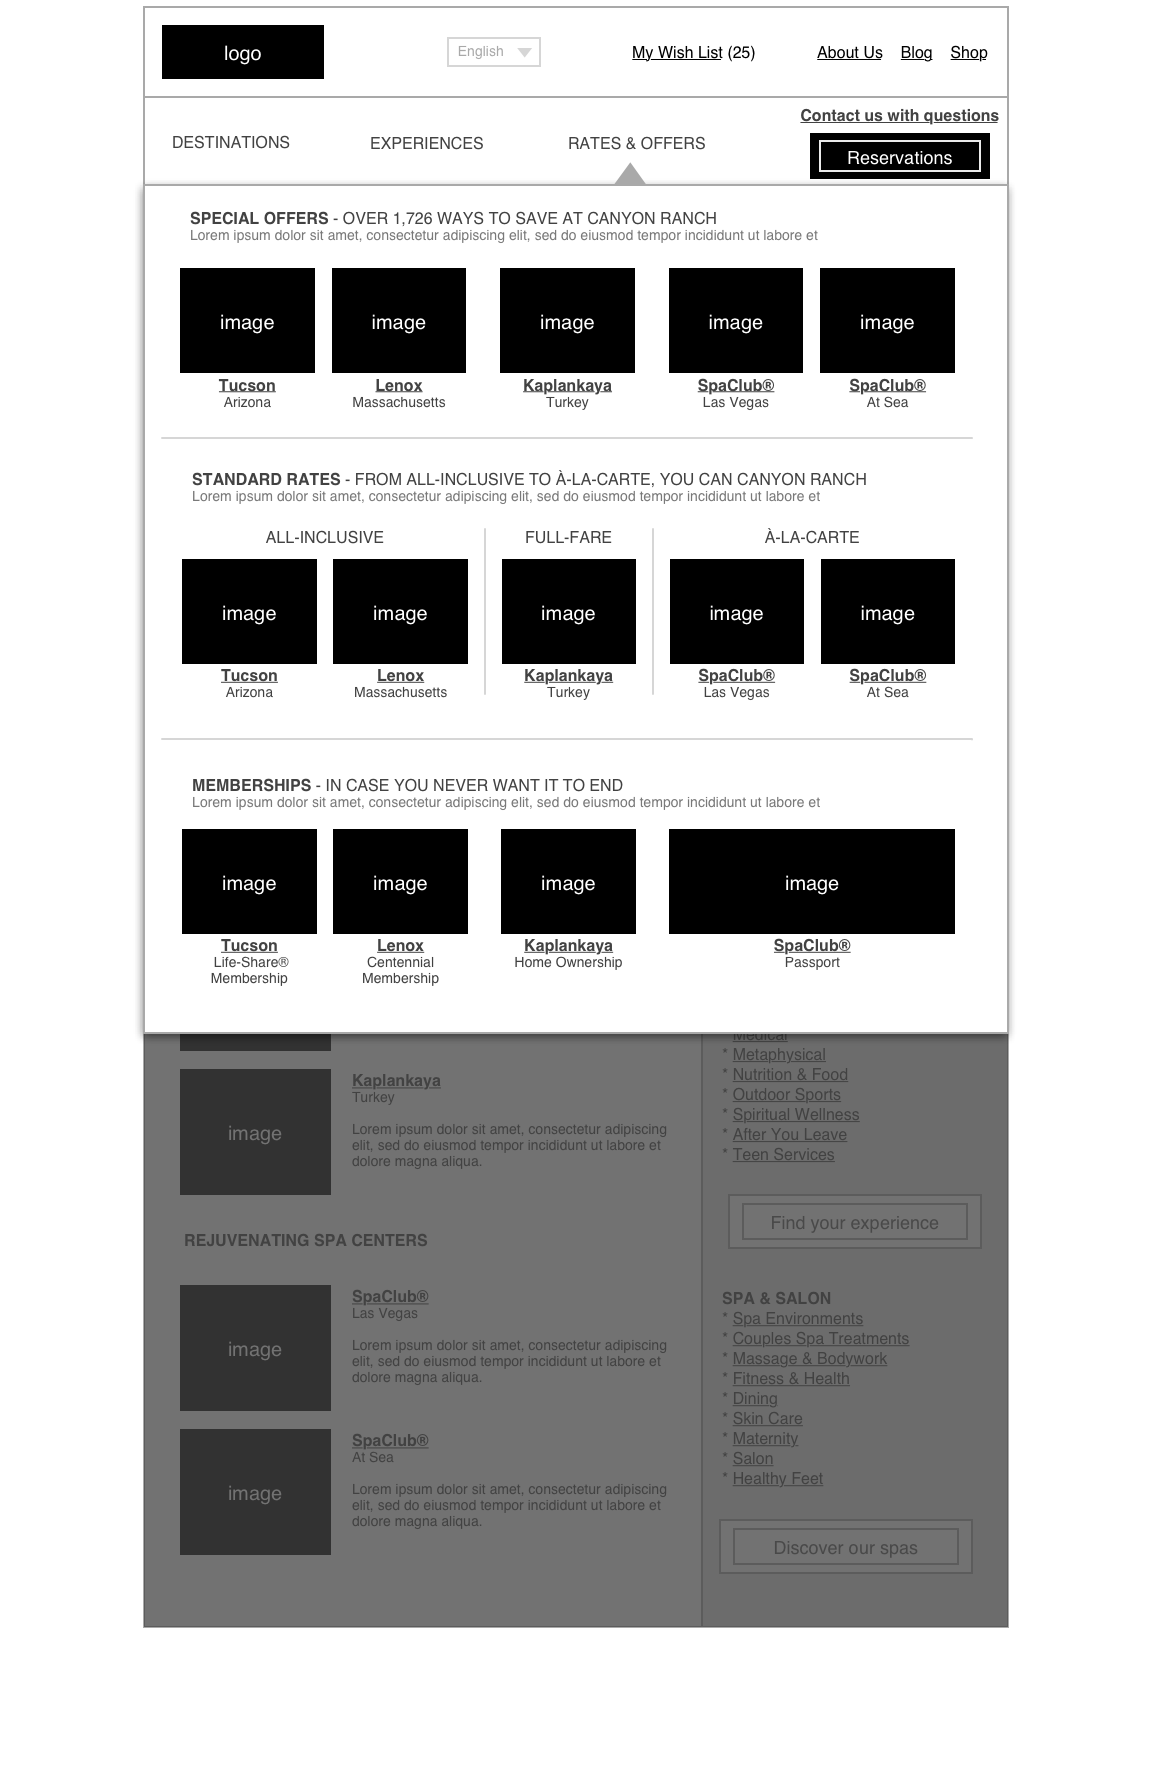 logo
English
My Wish List (25)
About Us Blog Shop
Contact us with questions
DESTINATIONS
EXPERIENCES
RATES & OFFERS
Reservations
SPECIAL OFFERS - OVER 1,726 WAYS TO SAVE AT CANYON RANCH
Lorem ipsum dolor sit amet, consectetur adipiscing elit, sed do eiusmod tempor incididunt ut labore et
image image image image image
Tucson Lenox Kaplankaya SpaClub® SpaClub®
Arizona Massachusetts Turkey Las Vegas At Sea
STANDARD RATES - FROM ALL-INCLUSIVE TO À-LA-CARTE, YOU CAN CANYON RANCH
Lorem ipsum dolor sit amet, consectetur adipiscing elit, sed do eiusmod tempor incididunt ut labore et
ALL-INCLUSIVE FULL-FARE À-LA-CARTE
image image image image image
Tucson Lenox Kaplankaya SpaClub® SpaClub®
Arizona Massachusetts Turkey Las Vegas At Sea
MEMBERSHIPS - IN CASE YOU NEVER WANT IT TO END
Lorem ipsum dolor sit amet, consectetur adipiscing elit, sed do eiusmod tempor incididunt ut labore et
image image image image
Tucson Lenox Kaplankaya SpaClub®
Life-Share® Centennial Home Ownership Passport
Membership Membership
image
Kaplankaya
Turkey
Lorem ipsum dolor sit amet, consectetur adipiscing
elit, sed do eiusmod tempor incididunt ut labore et
dolore magna aliqua.
REJUVENATING SPA CENTERS
image
SpaClub®
Las Vegas
Lorem ipsum dolor sit amet, consectetur adipiscing
elit, sed do eiusmod tempor incididunt ut labore et
dolore magna aliqua.
image
SpaClub®
At Sea
Lorem ipsum dolor sit amet, consectetur adipiscing
elit, sed do eiusmod tempor incididunt ut labore et
dolore magna aliqua.
Medical
* Metaphysical
* Nutrition & Food
* Outdoor Sports
* Spiritual Wellness
* After You Leave
* Teen Services
Find your experience
SPA & SALON
* Spa Environments
* Couples Spa Treatments
* Massage & Bodywork
* Fitness & Health
* Dining
* Skin Care
* Maternity
* Salon
* Healthy Feet
Discover our spas